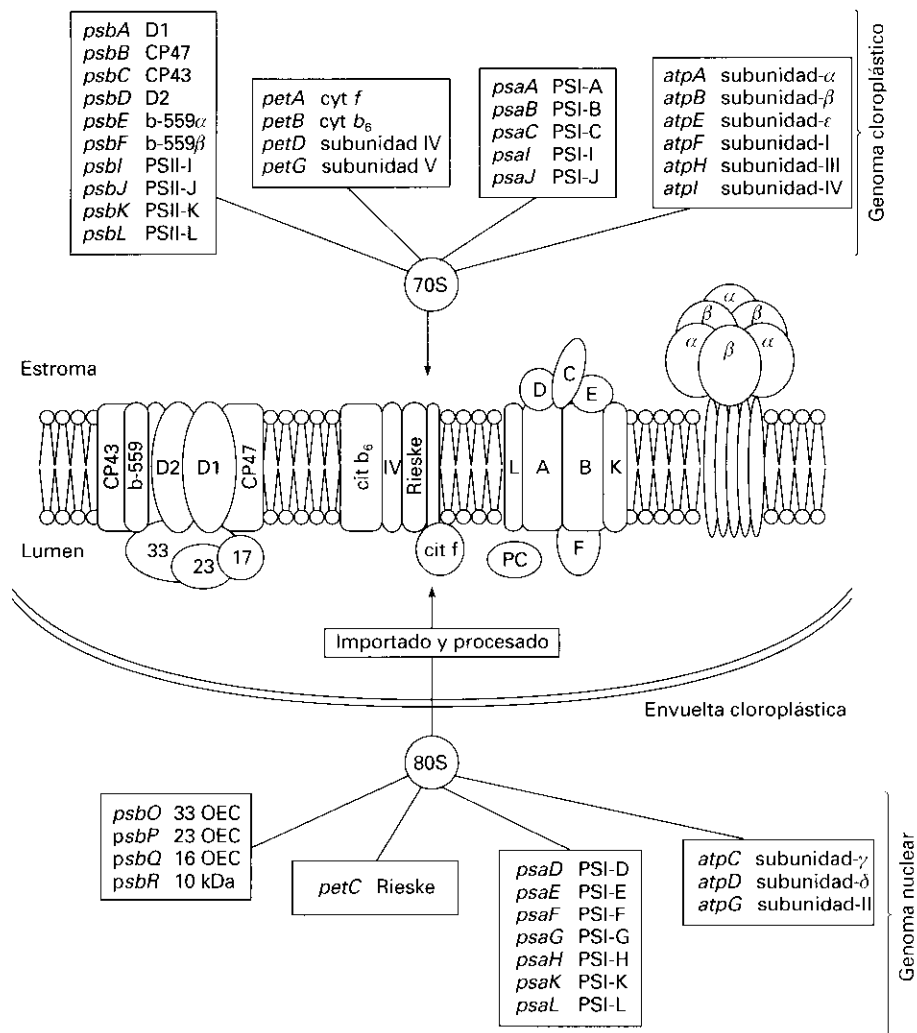 psbA D1
psbB CP47
psbC CP43
psbD D2
psbE b-559α
psbF b-559β
psbI PSII-I
psbJ PSII-J
psbK PSII-K
psbL PSII-L
petA cyt f
petB cyt b₆
petD subunidad IV
petG subunidad V
psaA PSI-A
psaB PSI-B
psaC PSI-C
psaI PSI-I
psaJ PSI-J
atpA subunidad-α
atpB subunidad-β
atpE subunidad-ε
atpF subunidad-I
atpH subunidad-III
atpI subunidad-IV
Genoma cloroplástico
70S
Estroma
CP43
b-559
D2
D1
CP47
cit b₆
IV
Rieske
D
C
E
L
A
B
K
α
β
β
α
β
α
Lumen
33
23
17
cit f
PC
F
Importado y procesado
Envuelta cloroplástica
80S
psbO 33 OEC
psbP 23 OEC
psbQ 16 OEC
psbR 10 kDa
petC Rieske
psaD PSI-D
psaE PSI-E
psaF PSI-F
psaG PSI-G
psaH PSI-H
psaK PSI-K
psaL PSI-L
atpC subunidad-γ
atpD subunidad-δ
atpG subunidad-II
Genoma nuclear